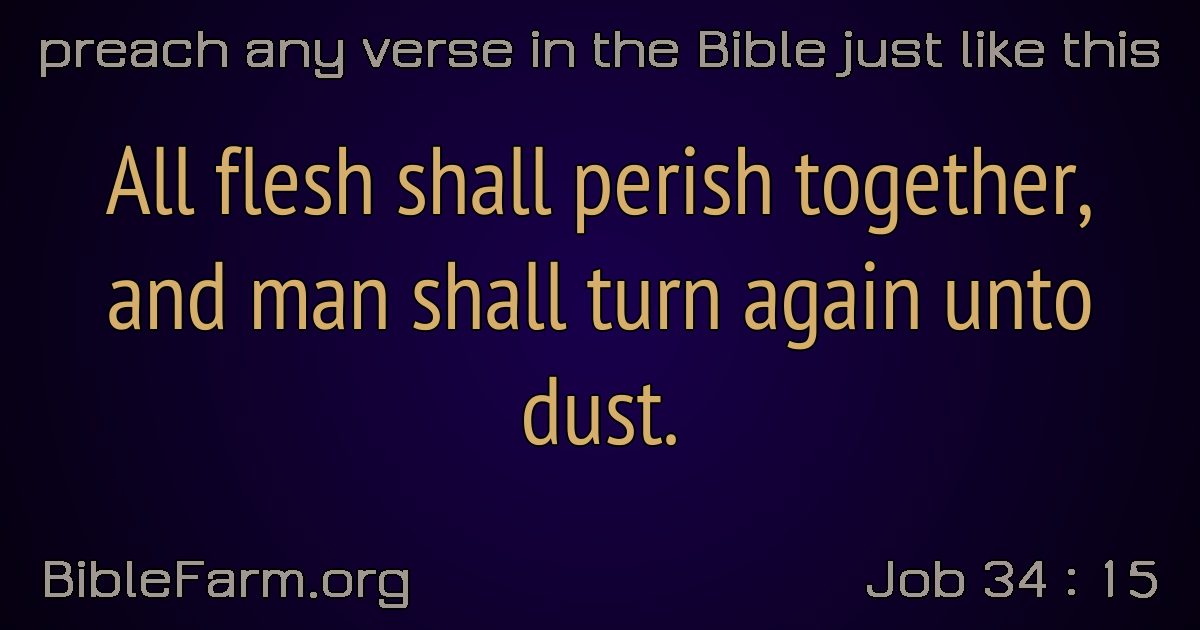 preach any verse in the Bible just like this
All flesh shall perish together,
and man shall turn again unto
dust.
BibleFarm.org
Job 34 : 15